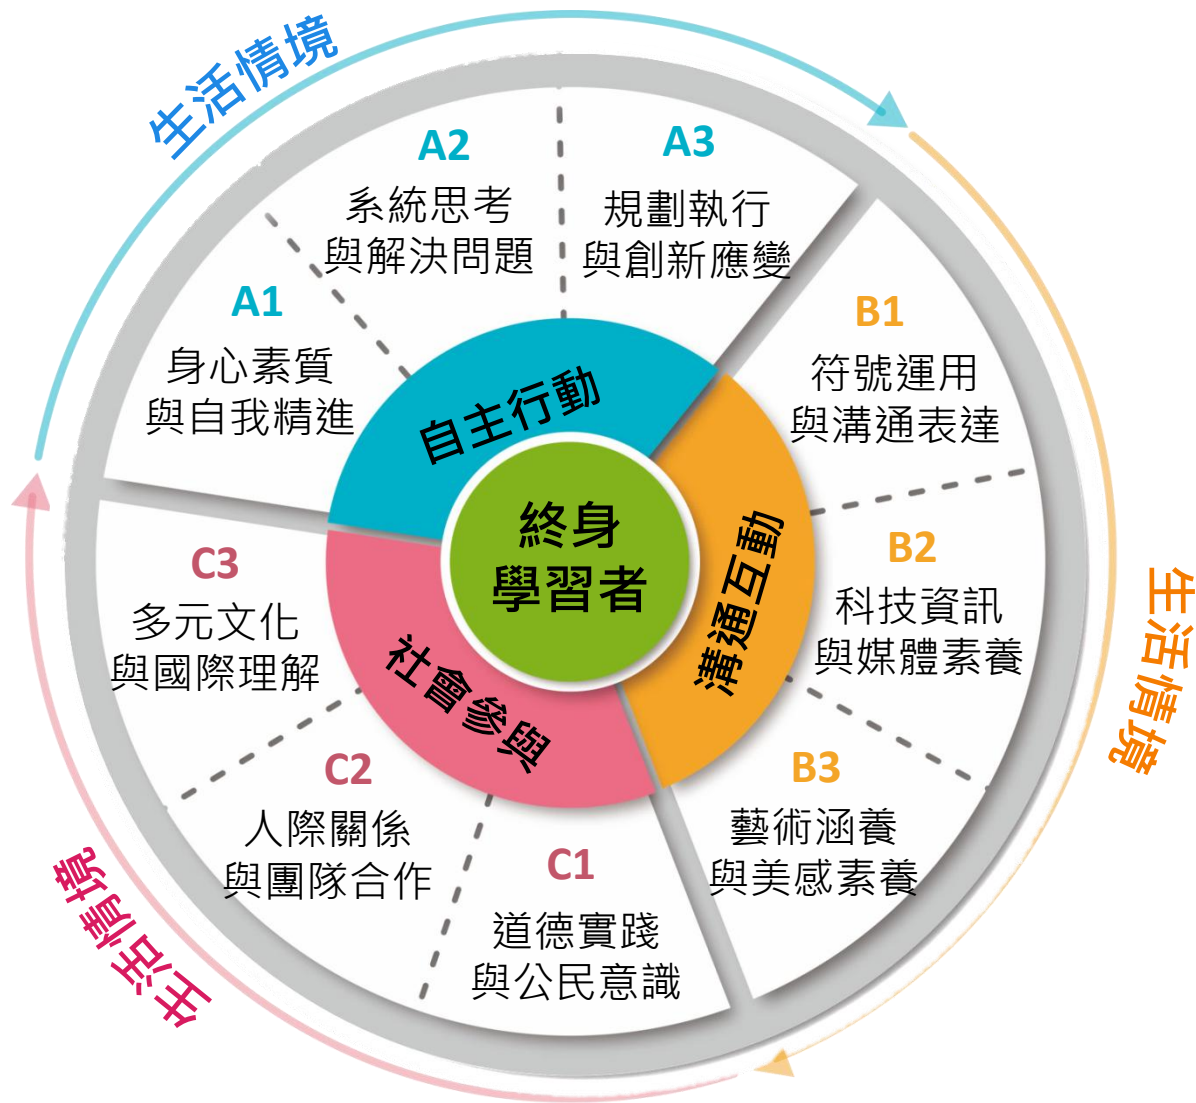 生活情境
A1
身心素質
與自我精進
A2
系統思考
與解決問題
A3
規劃執行
與創新應變
自主行動
生活情境
B1
符號運用
與溝通表達
B2
科技資訊
與媒體素養
B3
藝術涵養
與美感素養
溝通互動
生活情境
C1
道德實踐
與公民意識
C2
人際關係
與團隊合作
C3
多元文化
與國際理解
社會參與
終身
學習者